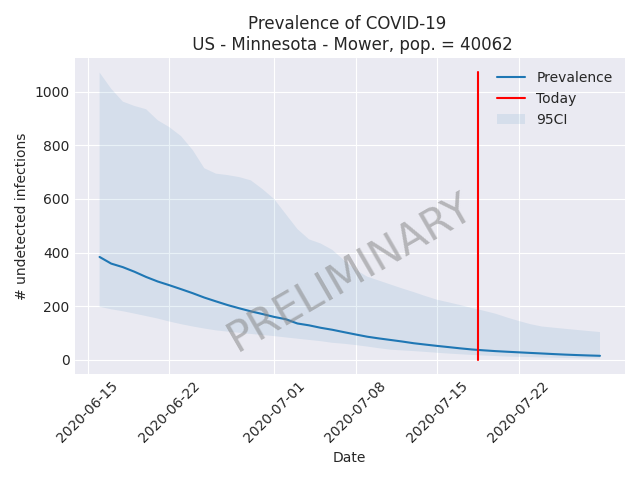 Prevalence of COVID-19
US - Minnesota - Mower, pop. = 40062
Prevalence
Today
95CI
1000
800
600
400
200
0
# undetected infections
PRELIMINARY
2020-06-15
2020-06-22
2020-07-01
2020-07-08
2020-07-15
2020-07-22
Date